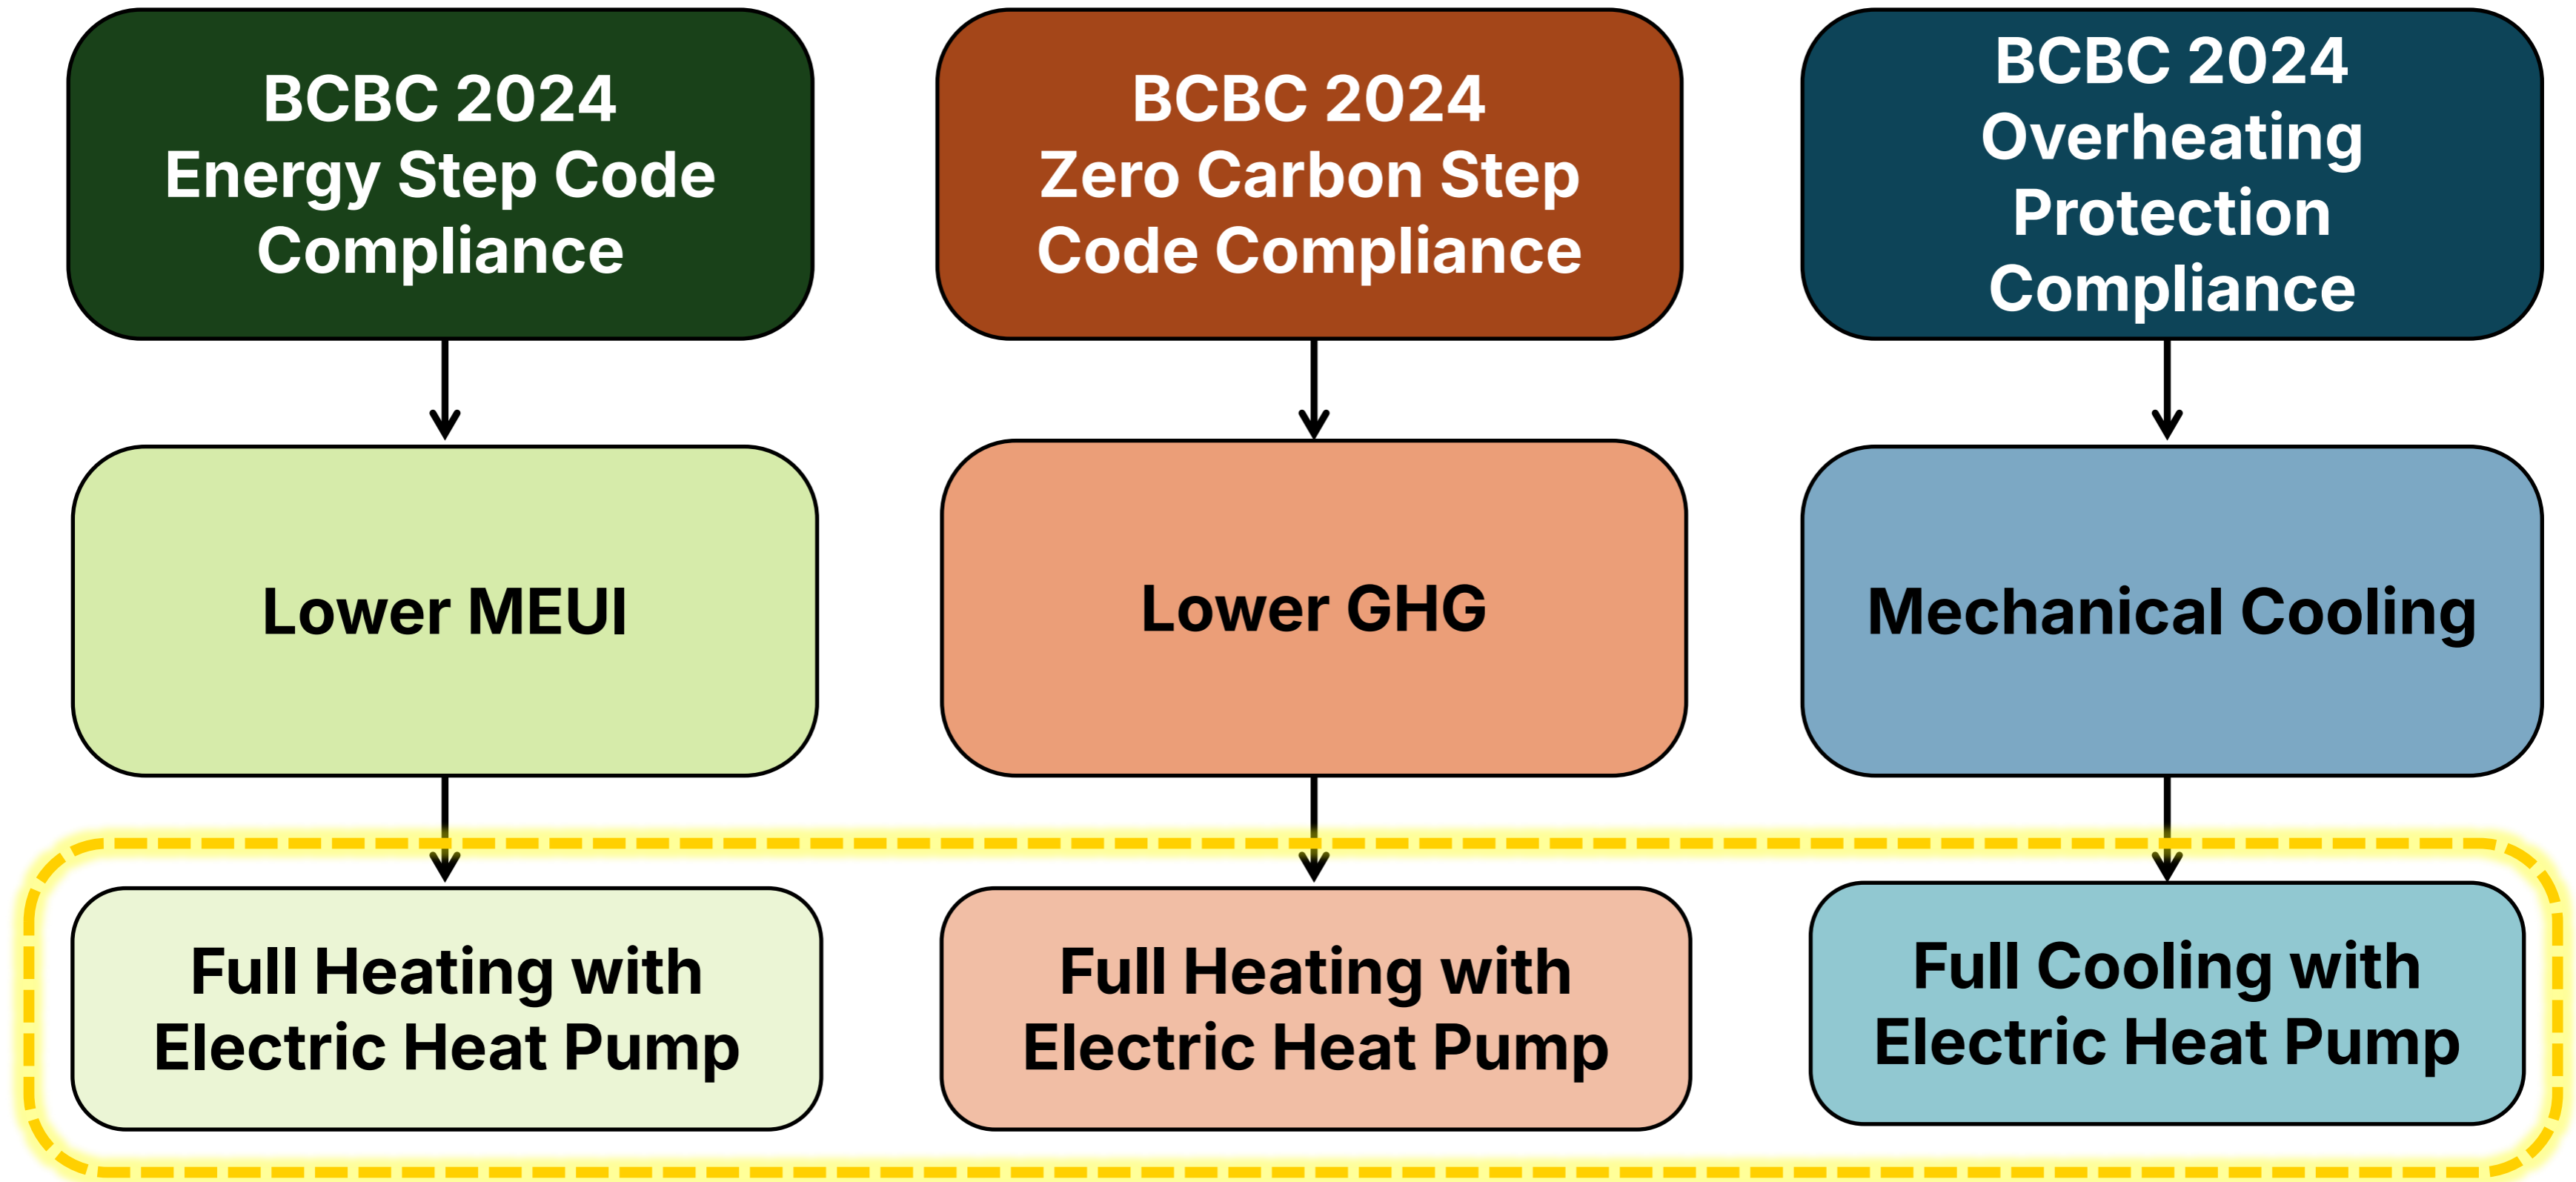 BCBC 2024
Energy Step Code
Compliance
BCBC 2024
Zero Carbon Step
Code Compliance
BCBC 2024
Overheating
Protection
Compliance
Lower MEUI
Lower GHG
Mechanical Cooling
Full Heating with
Electric Heat Pump
Full Heating with
Electric Heat Pump
Full Cooling with
Electric Heat Pump